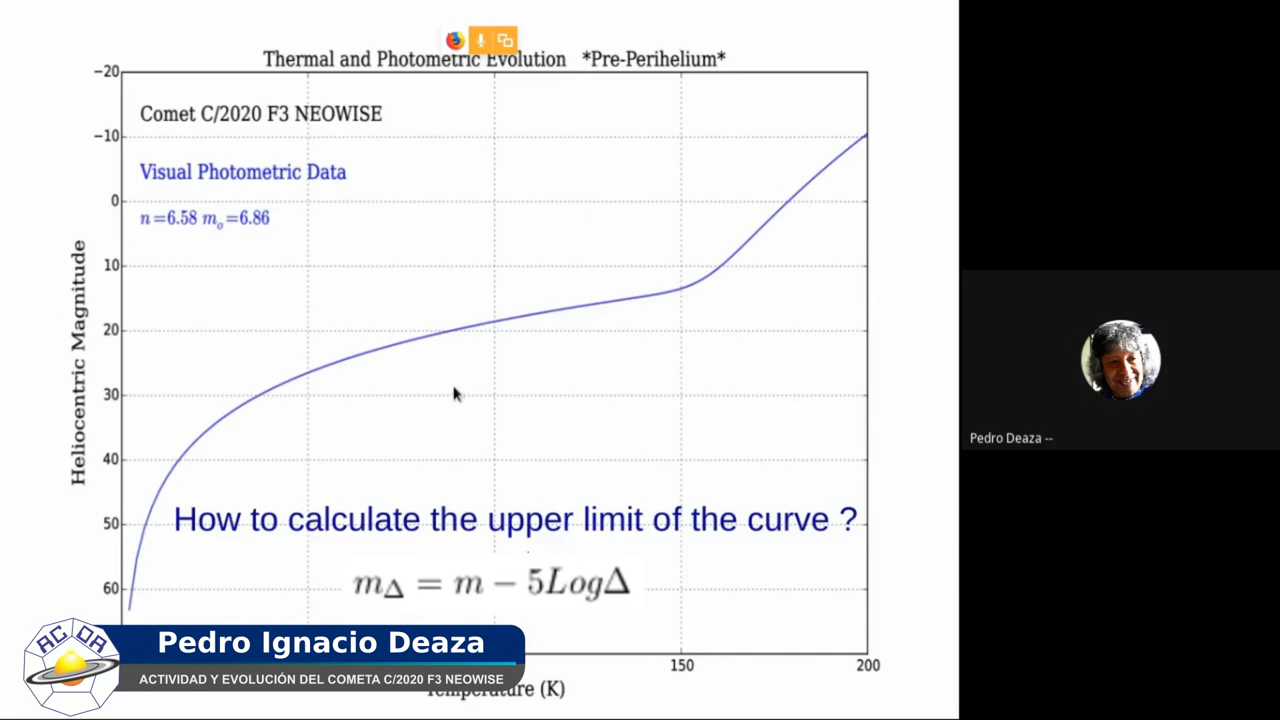 Thermal and Photometric Evolution *Pre-Perihelium*
−20
Comet C/2020 F3 NEOWISE
−10
Visual Photometric Data
0
n=6.58 mₒ=6.86
10
Heliocentric Magnitude
20
30
40
50
How to calculate the upper limit of the curve ?
60
m_Δ = m − 5LogΔ
150
200
Temperature (K)
Pedro Deaza --
ACDA
Pedro Ignacio Deaza
ACTIVIDAD Y EVOLUCIÓN DEL COMETA C/2020 F3 NEOWISE